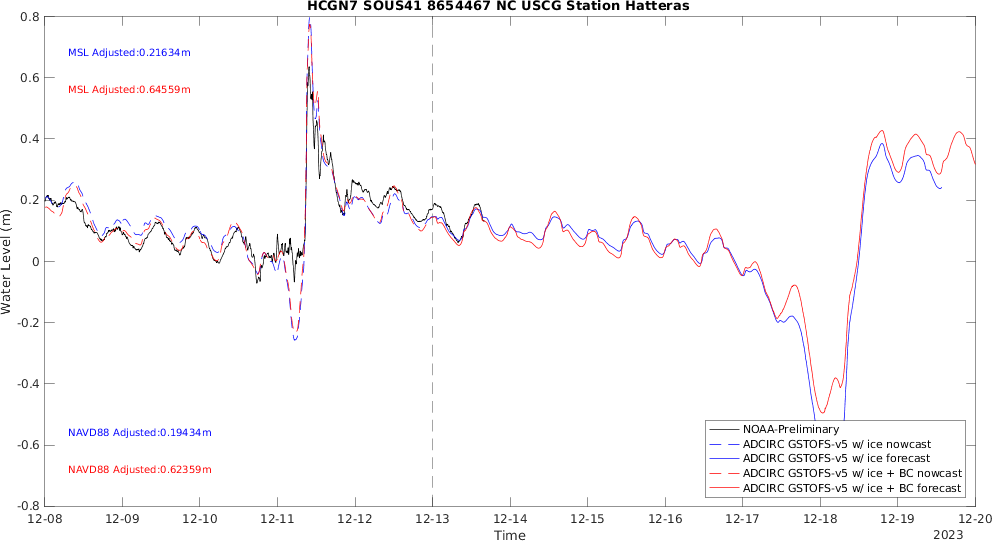 HCGN7 SOUS41 8654467 NC USCG Station Hatteras
0.8
0.6
0.4
0.2
0
-0.2
-0.4
-0.6
-0.8
Water Level (m)
MSL Adjusted:0.21634m
MSL Adjusted:0.64559m
NAVD88 Adjusted:0.19434m
NAVD88 Adjusted:0.62359m
NOAA-Preliminary
ADCIRC GSTOFS-v5 w/ ice nowcast
ADCIRC GSTOFS-v5 w/ ice forecast
ADCIRC GSTOFS-v5 w/ ice + BC nowcast
ADCIRC GSTOFS-v5 w/ ice + BC forecast
12-08 12-09 12-10 12-11 12-12 12-13 12-14 12-15 12-16 12-17 12-18 12-19 12-20
Time
2023